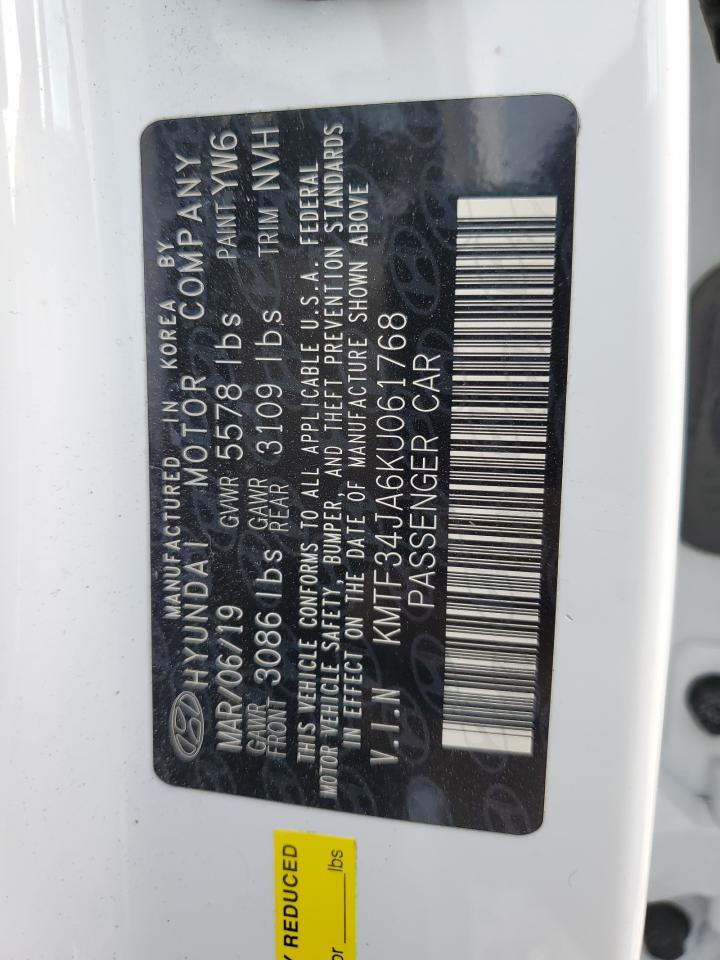 MANUFACTURED IN KOREA BY
HYUNDAI MOTOR COMPANY
MAR/06/19 GVWR 5578 lbs PAINT YW6
GAWR FRONT 3086 lbs GAWR REAR 3109 lbs TRIM NVH
THIS VEHICLE CONFORMS TO ALL APPLICABLE U.S.A. FEDERAL
MOTOR VEHICLE SAFETY, BUMPER, AND THEFT PREVENTION STANDARDS
IN EFFECT ON THE DATE OF MANUFACTURE SHOWN ABOVE
V.I.N KMTF34JA6KU061768
PASSENGER CAR
REDUCED
lbs